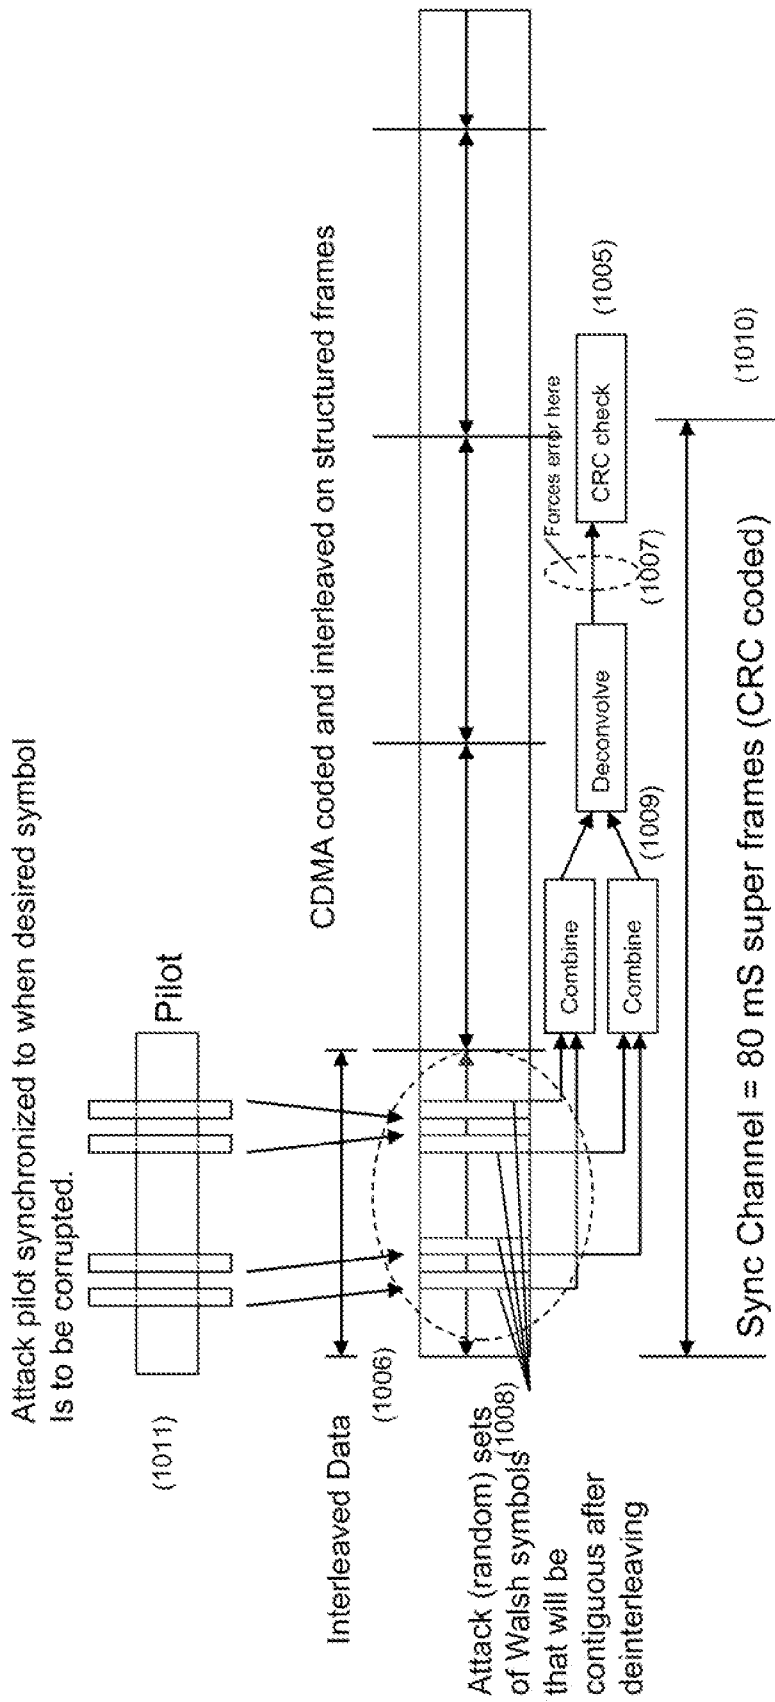 Attack pilot synchronized to when desired symbol
Is to be corrupted.
(1011)
Pilot
CDMA coded and interleaved on structured frames
Interleaved Data
(1006)
Attack (random) sets
(1008)
of Walsh symbols
that will be
contiguous after
deinterleaving
Combine
Combine
(1009)
Deconvolve
Forces error here
(1007)
CRC check
(1005)
Sync Channel = 80 mS super frames (CRC coded)
(1010)